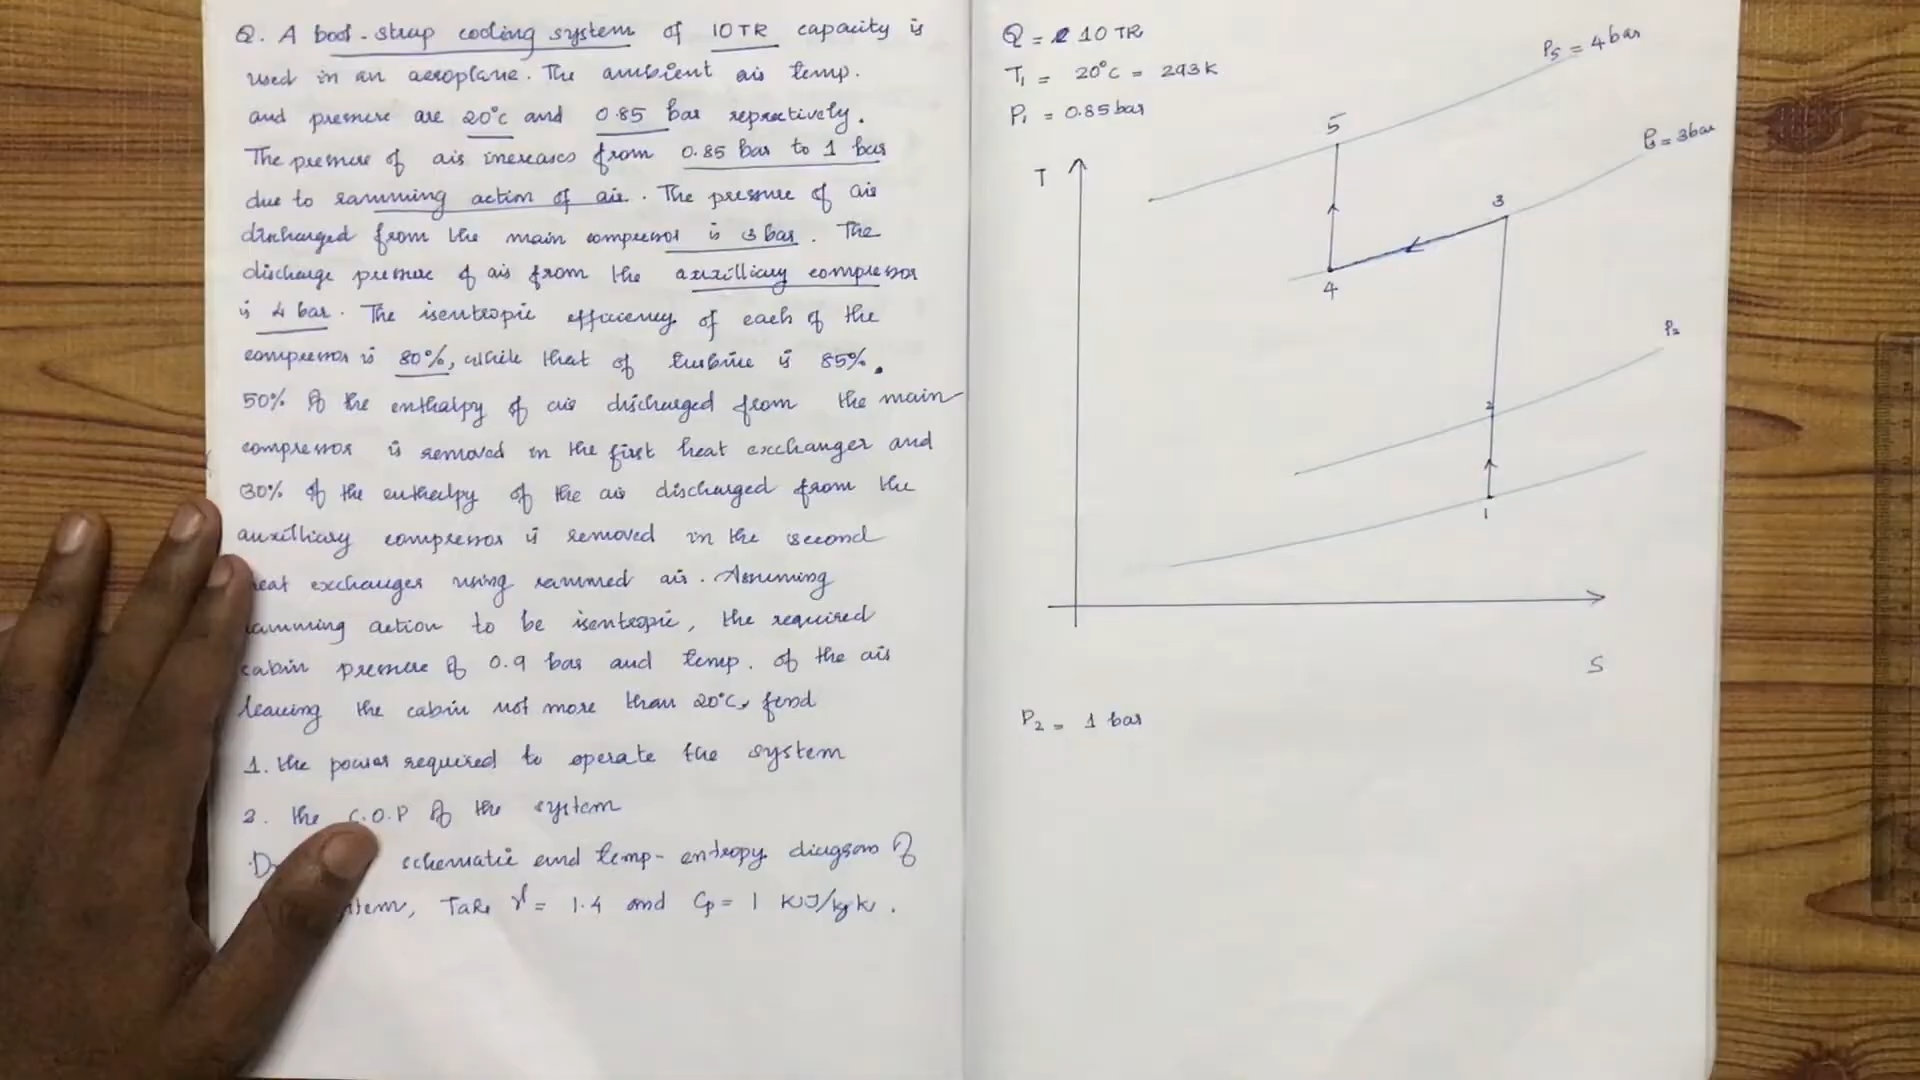 Q. A boot-strap cooling system of 10TR capacity is
used in an aeroplane. The ambient air temp.
and pressure are 20°C and 0.85 bar repectively.
The pressure of air increases from 0.85 bar to 1 bar
due to ramming action of air. The pressure of air
discharged from the main compressor is 3 bar. The
discharge pressure of air from the auxilliary compressor
is 4 bar. The isentropic efficiency of each of the
compressor is 80%, while that of turbine is 85%.
50% of the enthalpy of air discharged from the main
compressor is removed in the first heat exchanger and
30% of the enthalpy of the air discharged from the
auxilliary compressor is removed in the second
heat exchanger using rammed air. Assuming
ramming action to be isentropic, the required
cabin pressure of 0.9 bar and temp. of the air
leaving the cabin not more than 20°C, find
1. the power required to operate the system
2. the C.O.P of the system
schematic and temp-entropy diagram of
Take γ = 1.4 and Cp = 1 KJ/kg k.
Q = 10 TR
T1 = 20°C = 293k
P1 = 0.85bar
P5 = 4bar
P3 = 3bar
T
5
3
4
P2
2
1
S
P2 = 1 bar